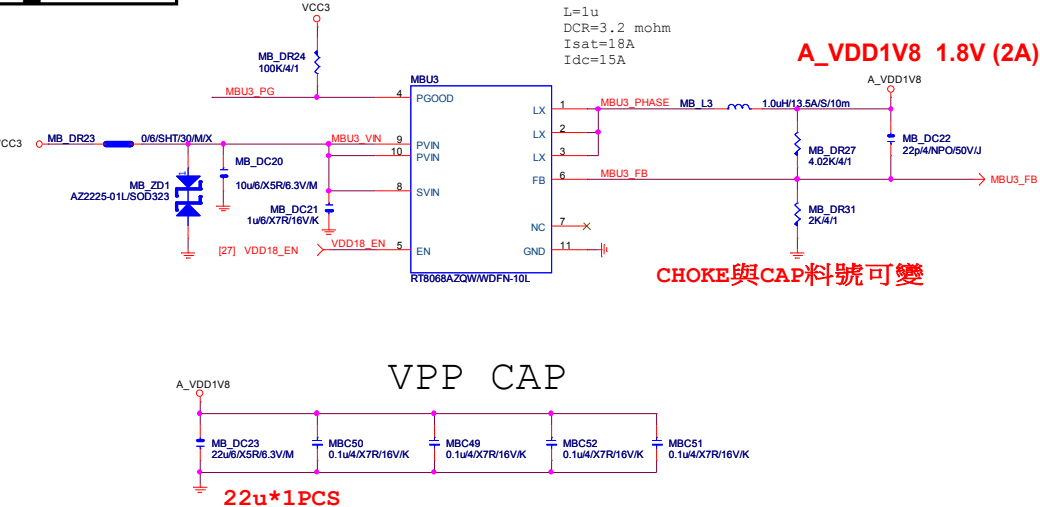 VCC3
L=1u
DCR=3.2 mohm
Isat=18A
Idc=15A
A_VDD1V8 1.8V (2A)
MB_DR24
100K/4/1
A_VDD1V8
MBU3
MBU3_PG
4
PGOOD
LX
1
MBU3_PHASE
MB_L3
1.0uH/13.5A/S/10m
VCC3
MB_DR23
0/6/SHT/30/M/X
MBU3_VIN
9
PVIN
10
PVIN
LX
2
LX
3
MB_DR27
4.02K/4/1
MB_DC22
22p/4/NPO/50V/J
MB_DC20
10u/6/X5R/6.3V/M
MB_ZD1
AZ2225-01L/SOD323
8
SVIN
FB
6
MBU3_FB
MBU3_FB
MB_DC21
1u/6/X7R/16V/K
MB_DR31
2K/4/1
NC
7
[27] VDD18_EN
VDD18_EN
5
EN
GND
11
RT8068AZQW/WDFN-10L
CHOKE與CAP料號可變
VPP CAP
A_VDD1V8
MB_DC23
22u/6/X5R/6.3V/M
MBC50
0.1u/4/X7R/16V/K
MBC49
0.1u/4/X7R/16V/K
MBC52
0.1u/4/X7R/16V/K
MBC51
0.1u/4/X7R/16V/K
22u*1PCS